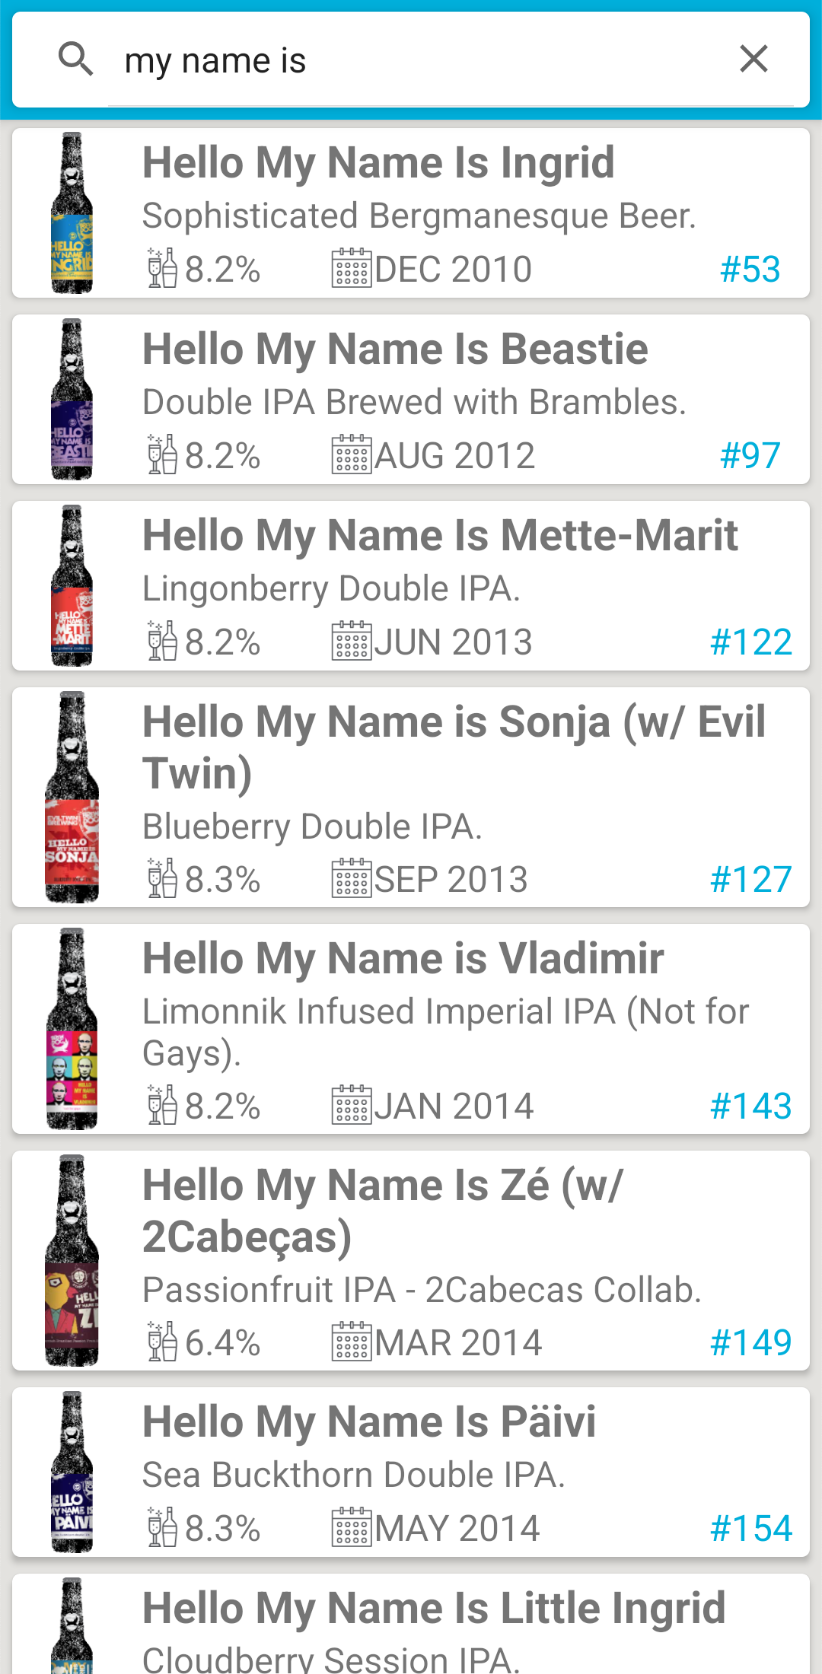 my name is
Hello My Name Is Ingrid
Sophisticated Bergmanesque Beer.
8.2% DEC 2010 #53
Hello My Name Is Beastie
Double IPA Brewed with Brambles.
8.2% AUG 2012 #97
Hello My Name Is Mette-Marit
Lingonberry Double IPA.
8.2% JUN 2013 #122
Hello My Name is Sonja (w/ Evil
Twin)
Blueberry Double IPA.
8.3% SEP 2013 #127
Hello My Name is Vladimir
Limonnik Infused Imperial IPA (Not for
Gays).
8.2% JAN 2014 #143
Hello My Name Is Zé (w/
2Cabeças)
Passionfruit IPA - 2Cabecas Collab.
6.4% MAR 2014 #149
Hello My Name Is Päivi
Sea Buckthorn Double IPA.
8.3% MAY 2014 #154
Hello My Name Is Little Ingrid
Cloudberry Session IPA.